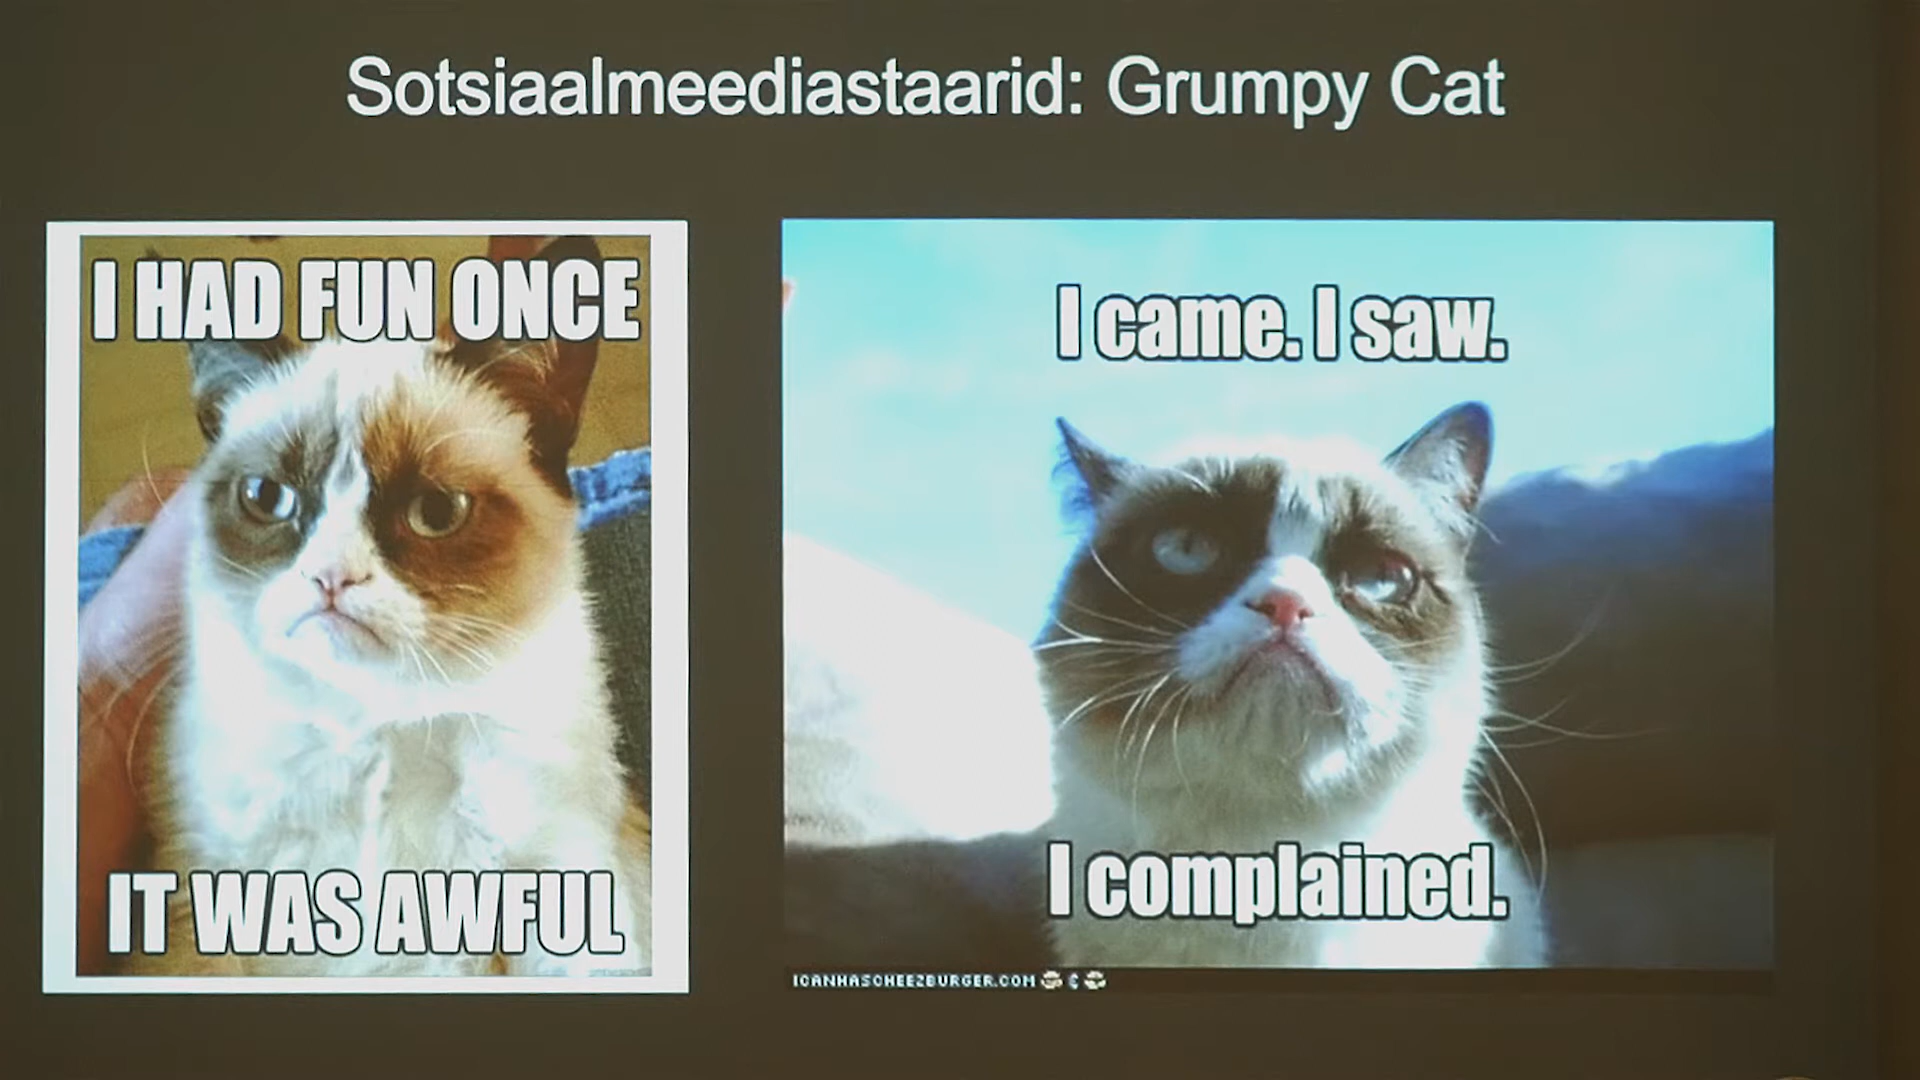 Sotsiaalmeediastaarid: Grumpy Cat
I HAD FUN ONCE
IT WAS AWFUL
I came. I saw.
I complained.
ICANHASCHEEZBURGER.COM